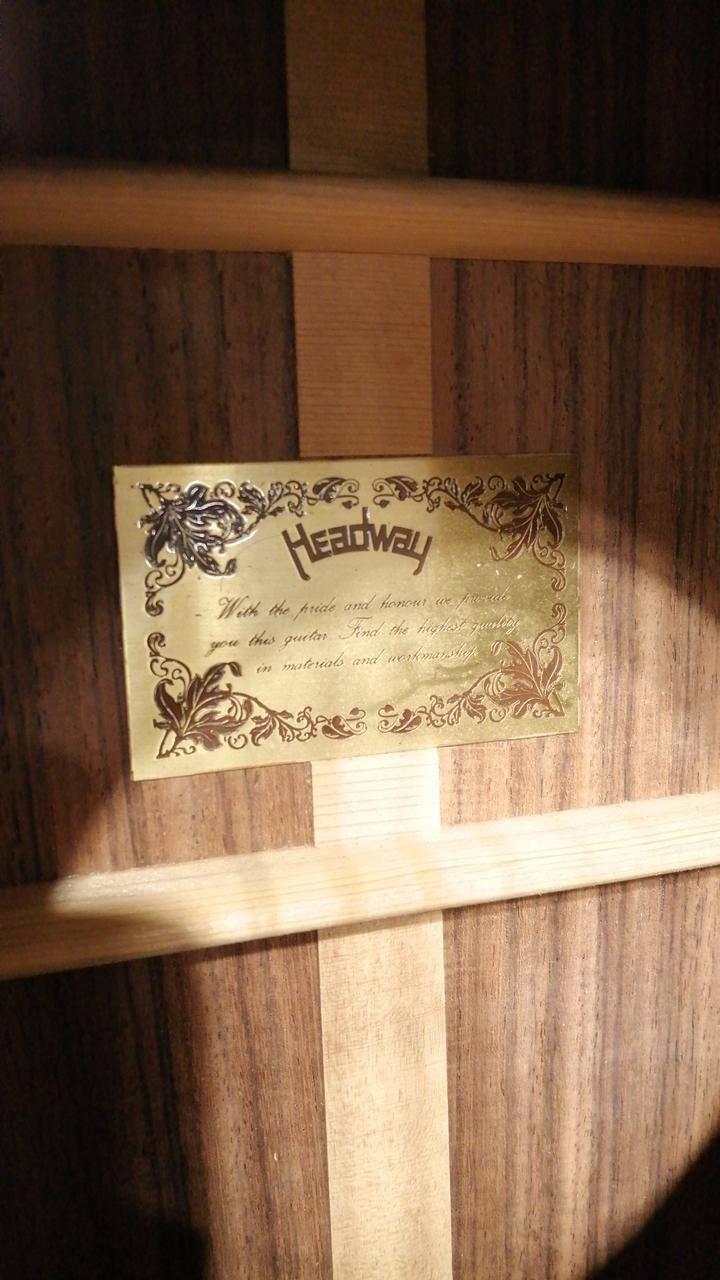 Headway
With the pride and honour we provide
you this guitar. Find the highest quality
in materials and workmanship